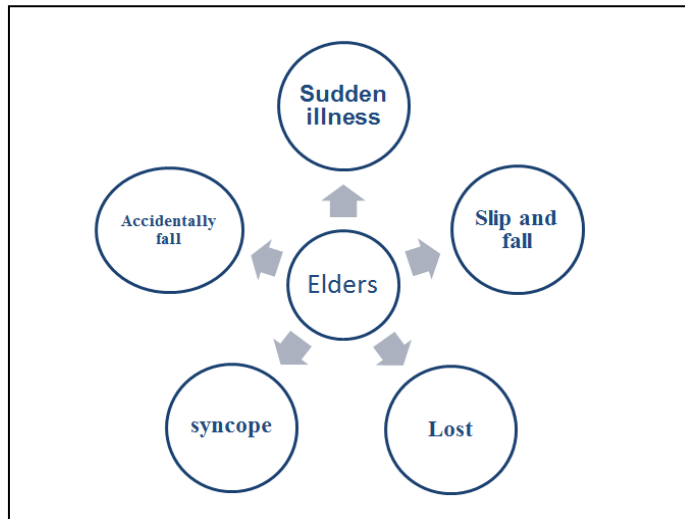 Sudden
illness
Accidentally
fall
Slip and
fall
Elders
syncope
Lost